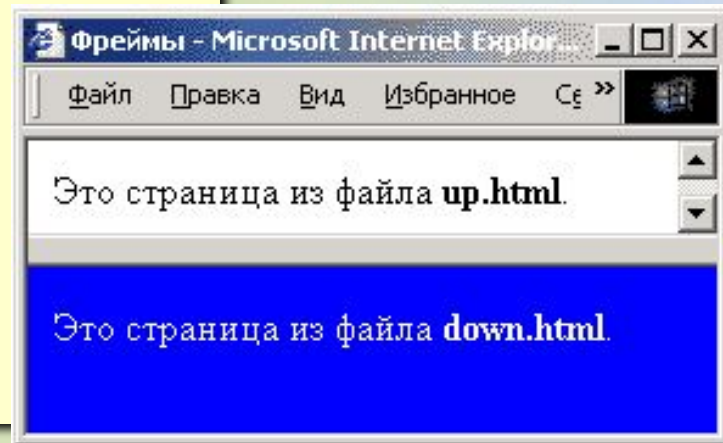 Фреймы - Microsoft Internet Explor...
Файл Правка Вид Избранное »
Это страница из файла up.html.
Это страница из файла down.html.